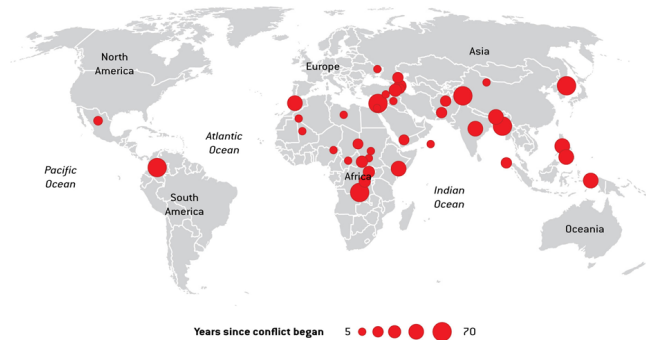 North
America
Europe
Asia
Atlantic
Ocean
Pacific
Ocean
Africa
South
America
Indian
Ocean
Oceania
Years since conflict began 5 70